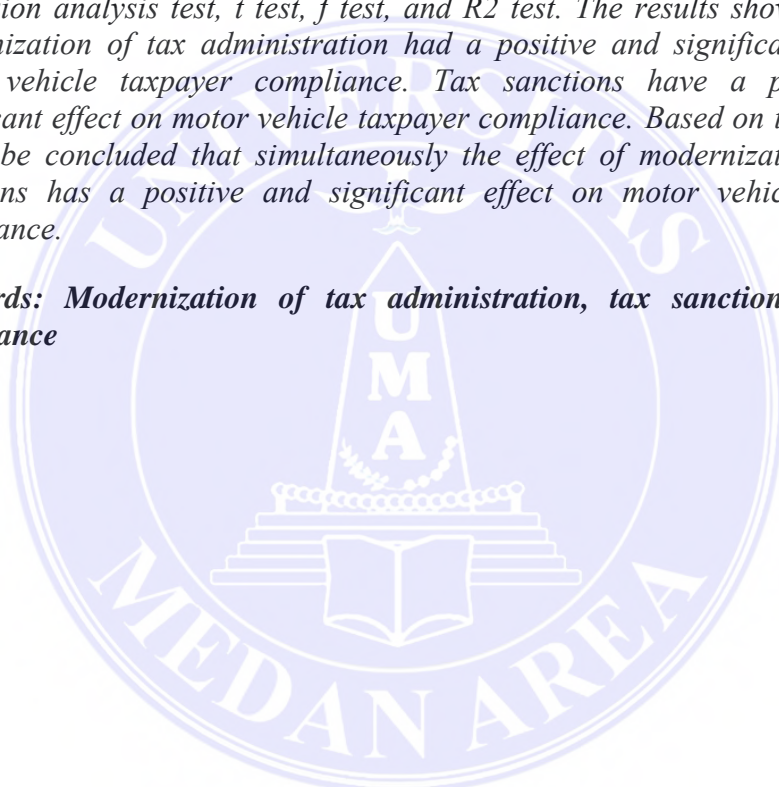 ion analysis test, t test, f test, and R2 test. The results show
nization of tax administration had a positive and significa
vehicle taxpayer compliance. Tax sanctions have a p
cant effect on motor vehicle taxpayer compliance. Based on t
be concluded that simultaneously the effect of modernizat
ns has a positive and significant effect on motor vehic
ance.
rds: Modernization of tax administration, tax sanction
ance
UNIVERSITAS
U
M
A
MEDAN AREA